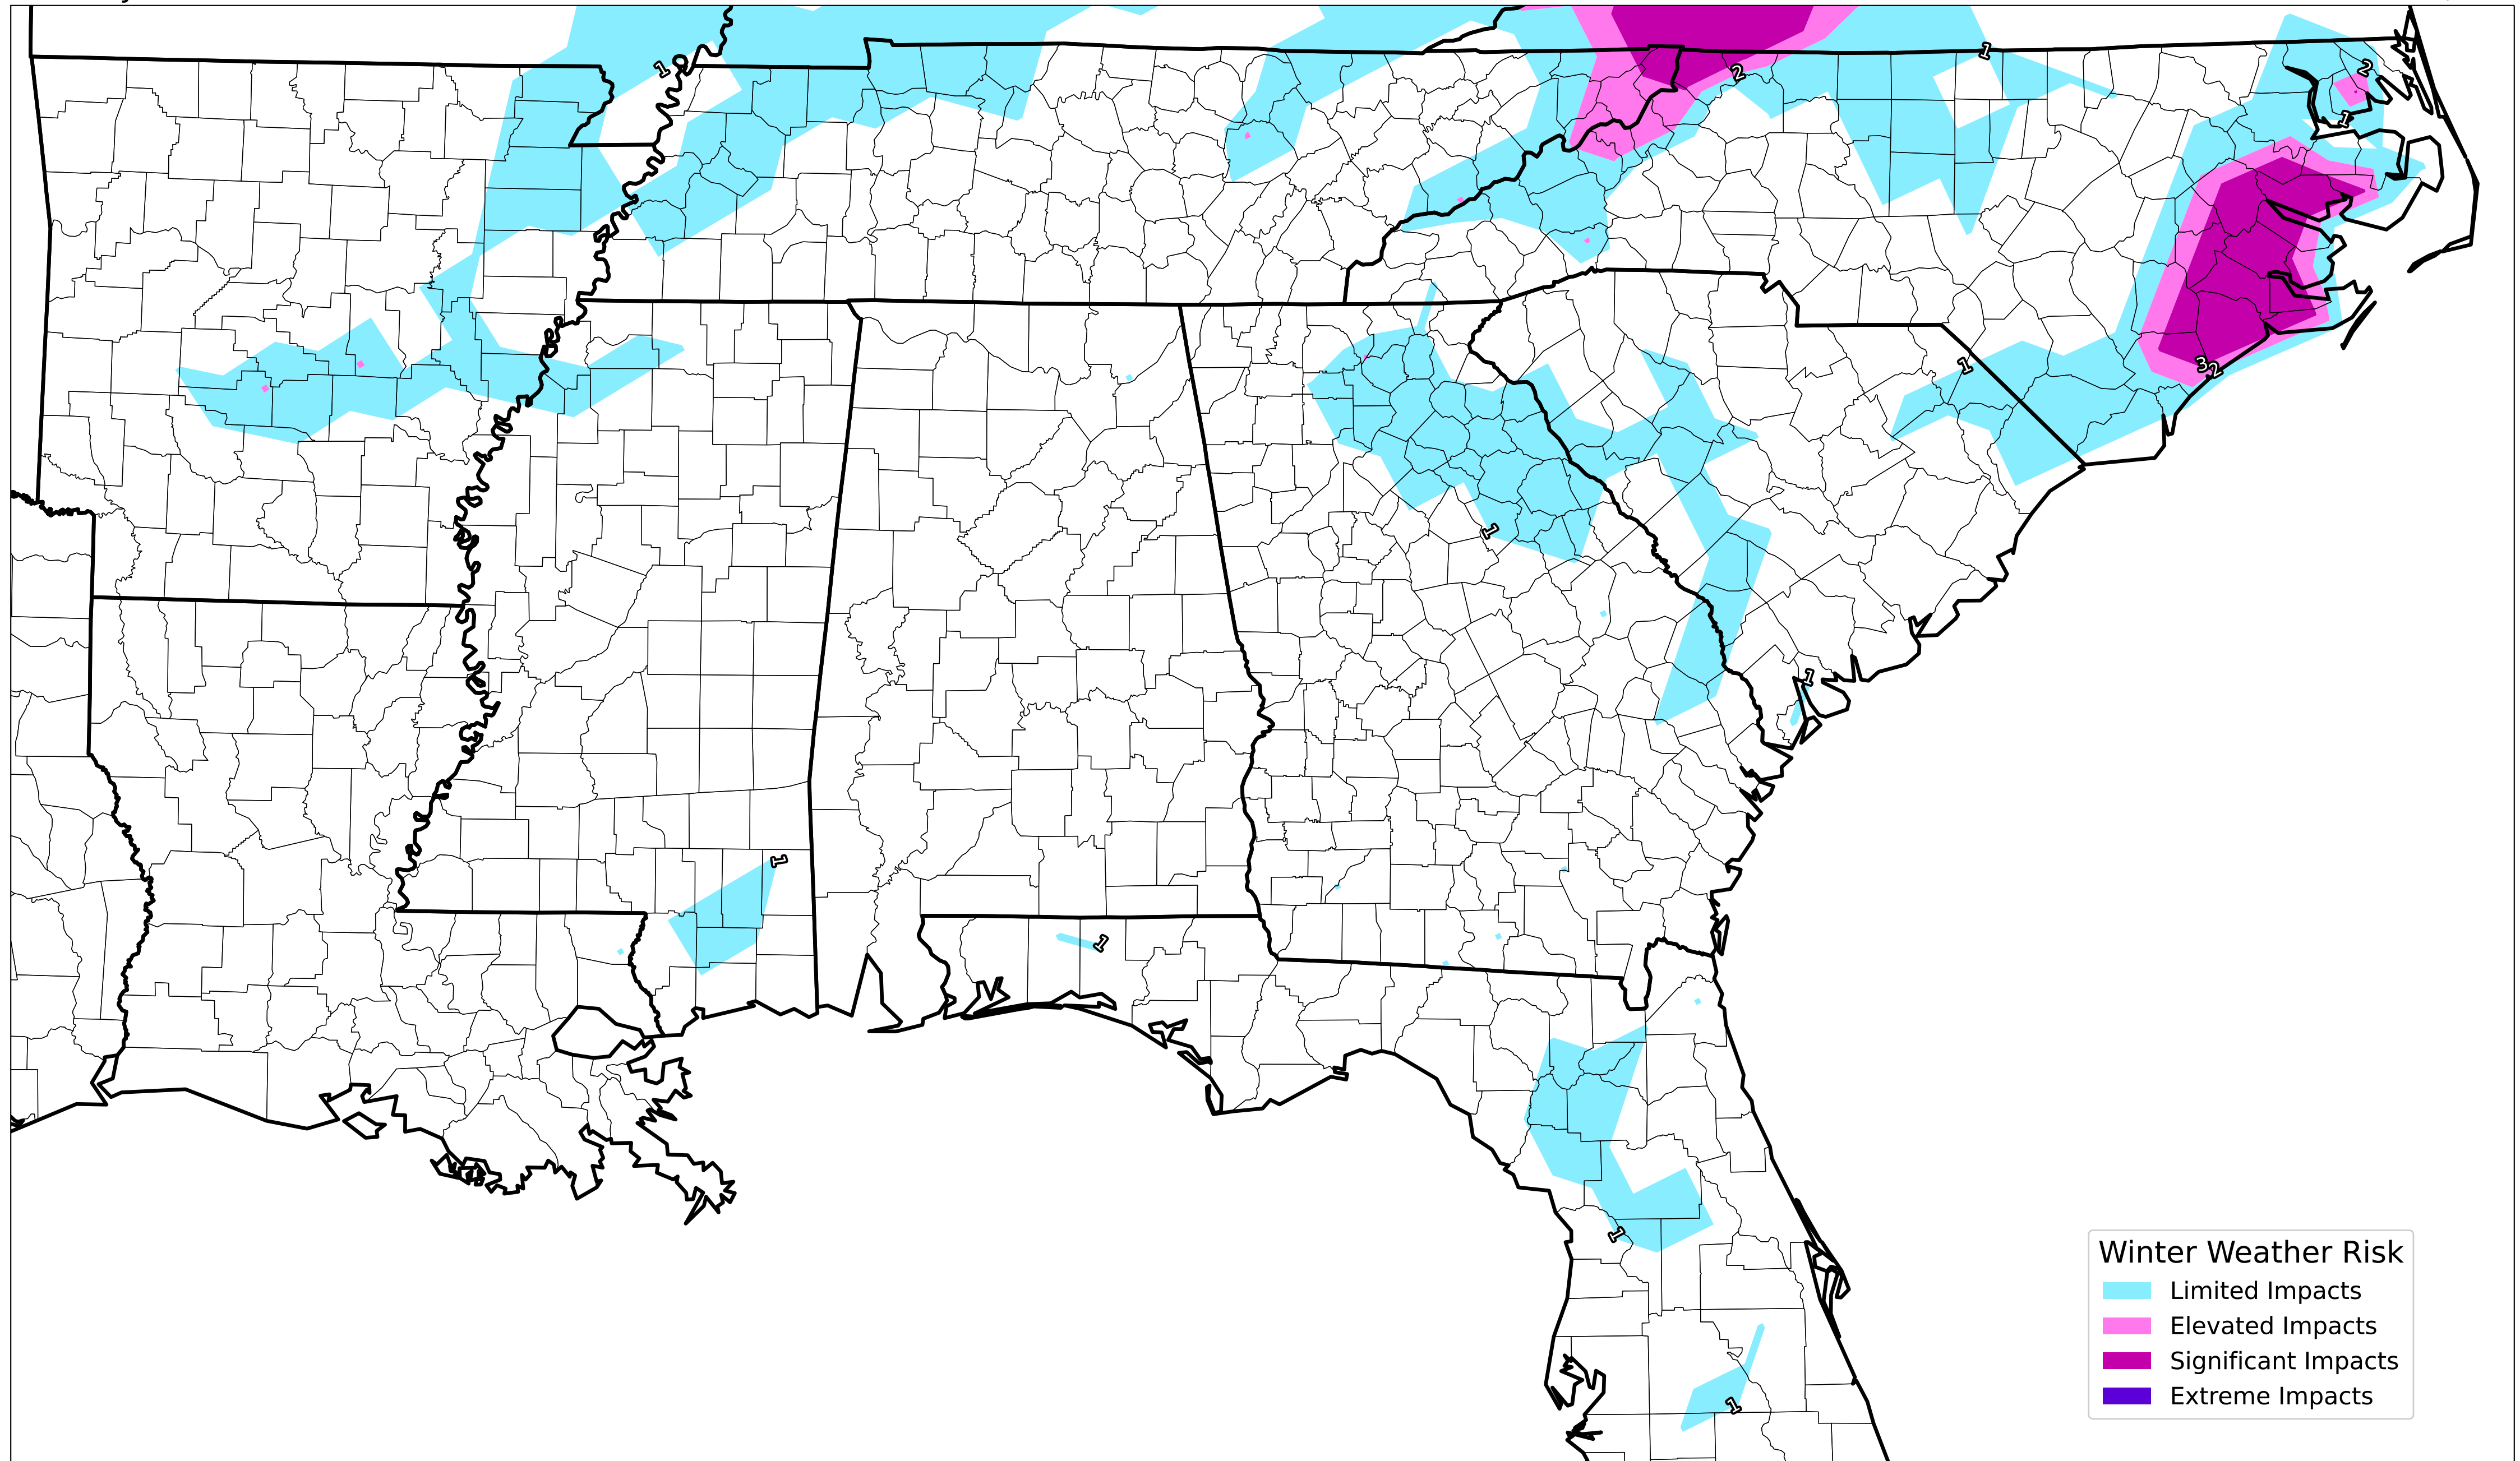 1
1
2
2
1
1
3
2
1
1
1
1
1
1
Winter Weather Risk
Limited Impacts
Elevated Impacts
Significant Impacts
Extreme Impacts